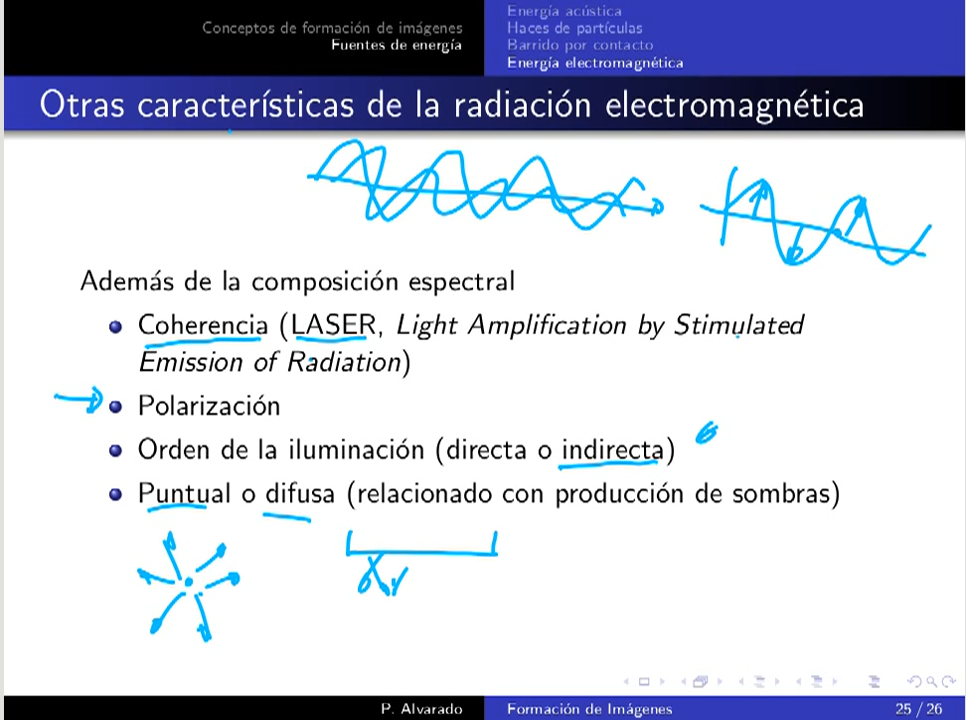 Conceptos de formación de imágenes
Fuentes de energía
Energía acústica
Haces de partículas
Barrido por contacto
Energía electromagnética
Otras características de la radiación electromagnética
Además de la composición espectral
Coherencia (LASER, Light Amplification by Stimulated
Emission of Radiation)
Polarización
Orden de la iluminación (directa o indirecta)
Puntual o difusa (relacionado con producción de sombras)
P. Alvarado
Formación de Imágenes
25 / 26